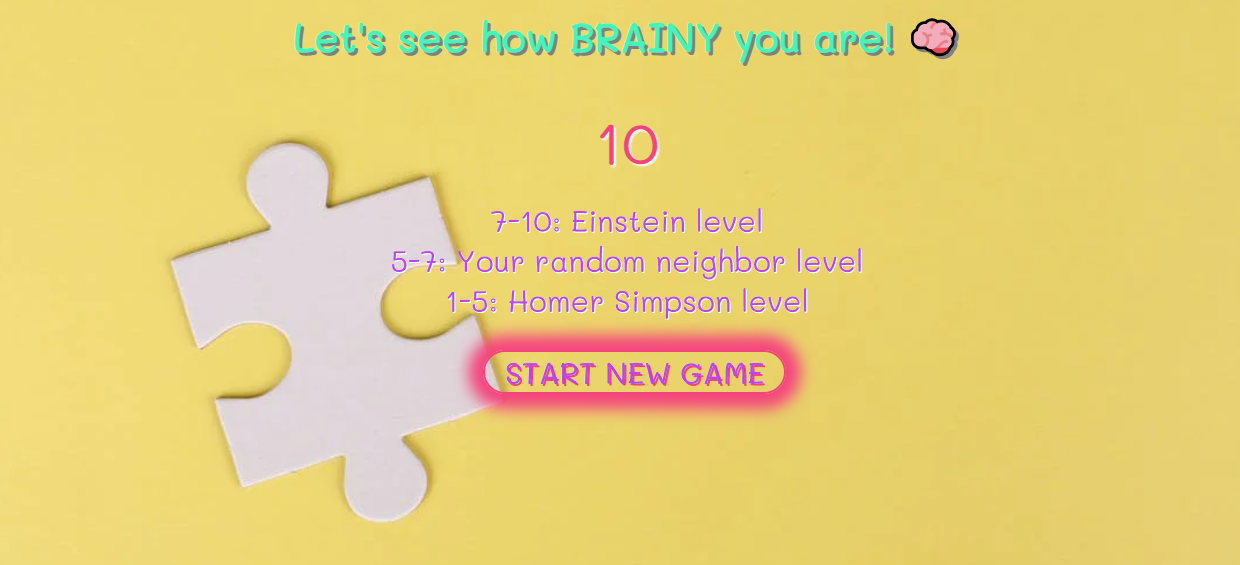 Let's see how BRAINY you are! 🧠
10
7-10: Einstein level
5-7: Your random neighbor level
1-5: Homer Simpson level
START NEW GAME